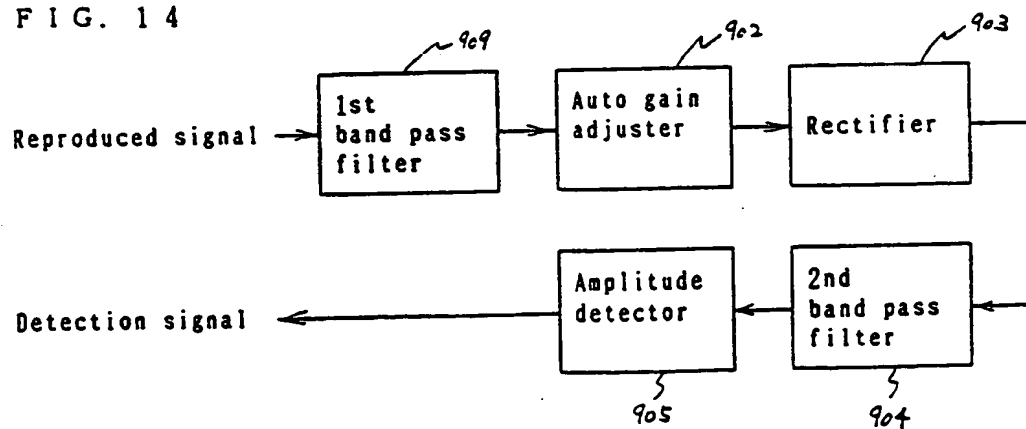 FIG. 14
909
902
903
1st
band pass
filter
Auto gain
adjuster
Rectifier
Reproduced signal
Amplitude
detector
2nd
band pass
filter
Detection signal
905
904